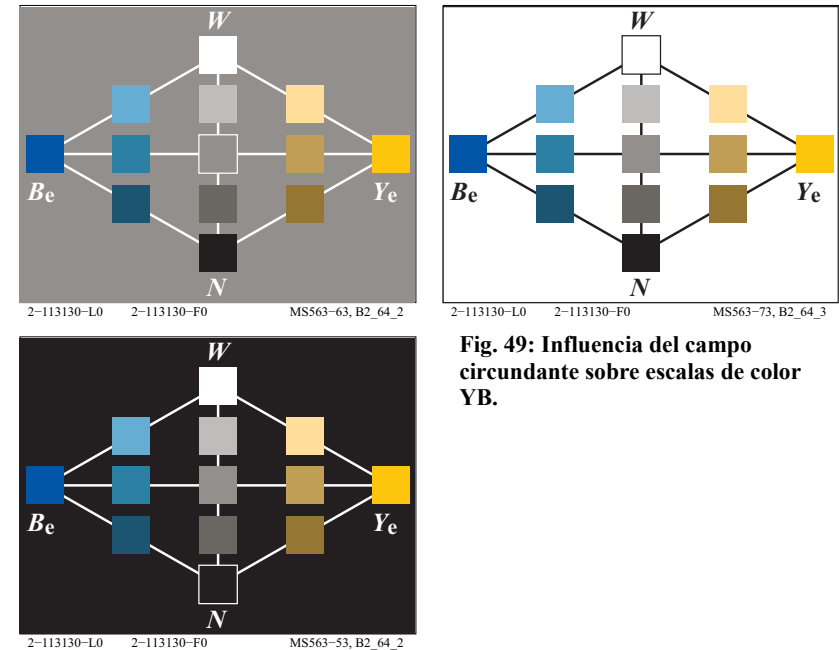 W
Be
Ye
N
2−113130−L0 2−113130−F0 MS563−63, B2_64_2
W
Be
Ye
N
2−113130−L0 2−113130−F0 MS563−73, B2_64_3
Fig. 49: Influencia del campo
circundante sobre escalas de color
YB.
W
Be
Ye
N
2−113130−L0 2−113130−F0 MS563−53, B2_64_2